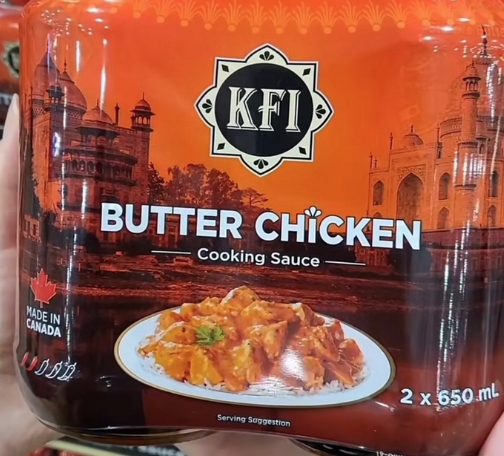 KFI
BUTTER CHICKEN
Cooking Sauce
MADE IN
CANADA
2 x 650 mL
Serving Suggestion